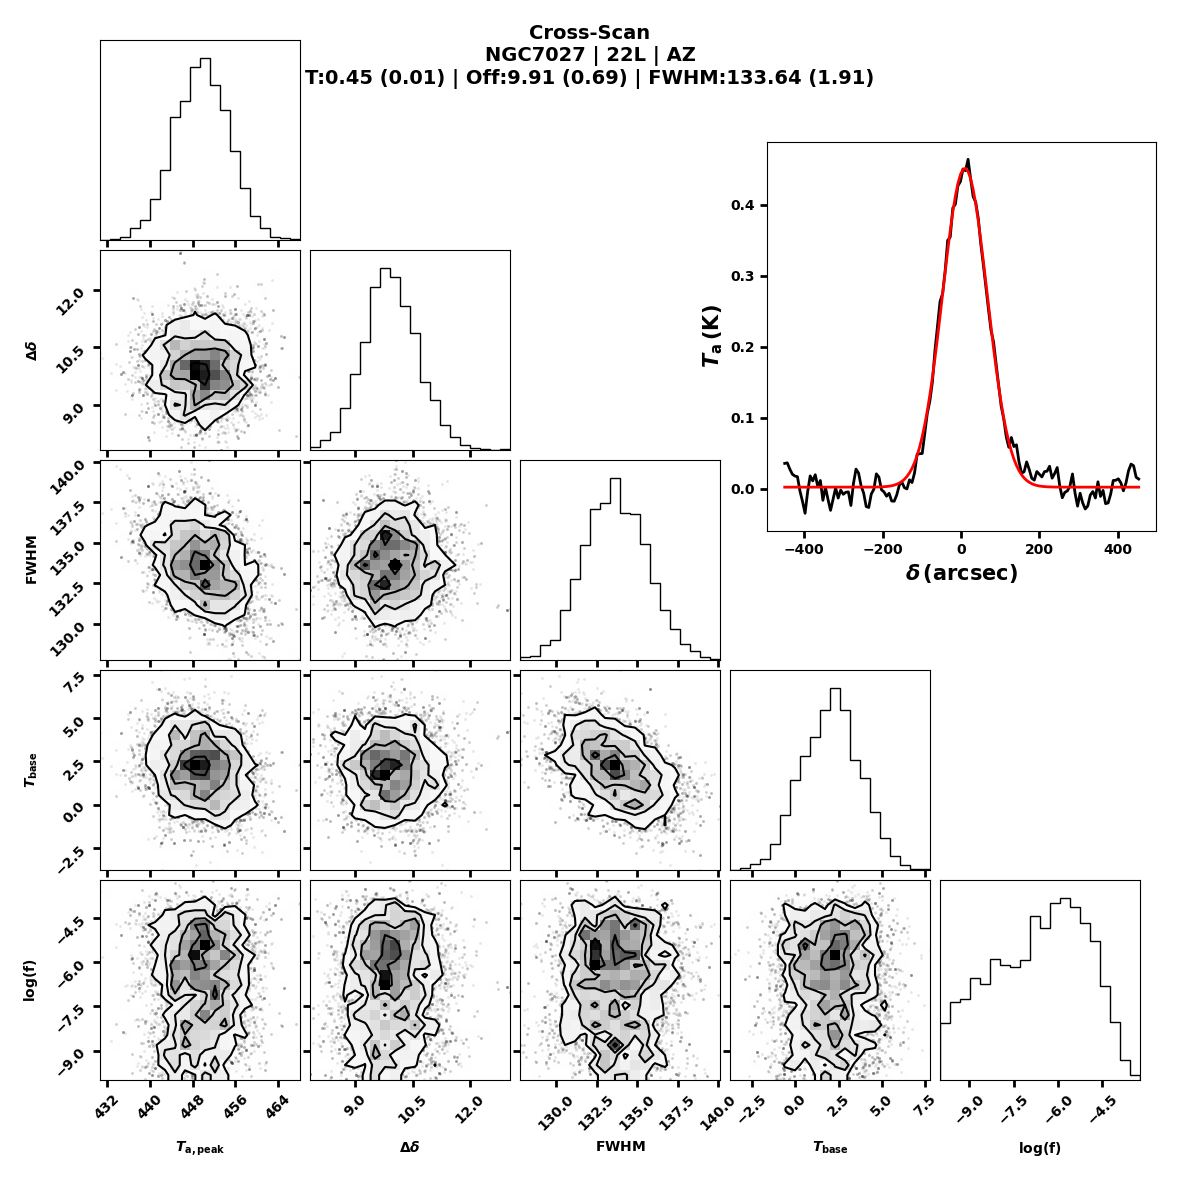 Cross-Scan
NGC7027 | 22L | AZ
T:0.45 (0.01) | Off:9.91 (0.69) | FWHM:133.64 (1.91)
0.4
0.3
0.2
0.1
0.0
T_a (K)
−400 −200 0 200 400
δ (arcsec)
Δδ
12.0
10.5
9.0
FWHM
140.0
137.5
135.0
132.5
130.0
T_base
7.5
5.0
2.5
0.0
−2.5
log(f)
−4.5
−6.0
−7.5
−9.0
432 440 448 456 464
9.0 10.5 12.0
130.0 132.5 135.0 137.5 140.0
−2.5 0.0 2.5 5.0 7.5
−9.0 −7.5 −6.0 −4.5
T_a,peak Δδ FWHM T_base log(f)